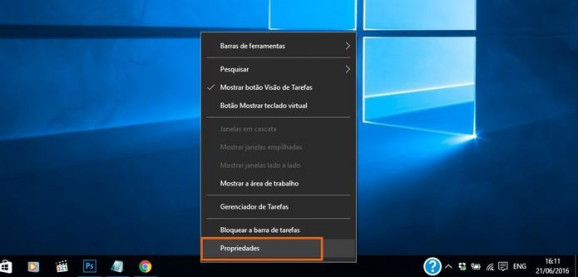 Barras de ferramentas
Pesquisar
Mostrar botão Visão de Tarefas
Botão Mostrar teclado virtual
Janelas em cascata
Mostrar janelas empilhadas
Mostrar janelas lado a lado
Mostrar a área de trabalho
Gerenciador de Tarefas
Bloquear a barra de tarefas
Propriedades
Ps
?
ENG
16:11
21/06/2016